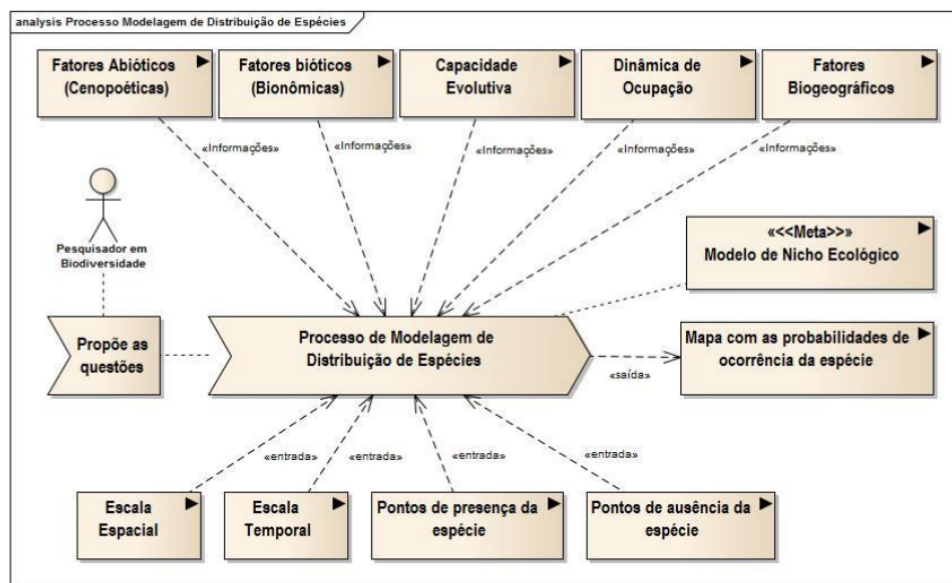 analysis Processo Modelagem de Distribuição de Espécies
Fatores Abióticos
(Cenopoéticas)
Fatores bióticos
(Bionômicas)
Capacidade
Evolutiva
Dinâmica de
Ocupação
Fatores
Biogeográficos
«Informações»
«Informações»
«Informações»
«Informações»
«Informações»
Pesquisador em
Biodiversidade
«<<Meta>>»
Modelo de Nicho Ecológico
Propõe as
questões
Processo de Modelagem de
Distribuição de Espécies
«saída»
Mapa com as probabilidades de
ocorrência da espécie
«entrada»
«entrada»
«entrada»
«entrada»
Escala
Espacial
Escala
Temporal
Pontos de presença da
espécie
Pontos de ausência da
espécie